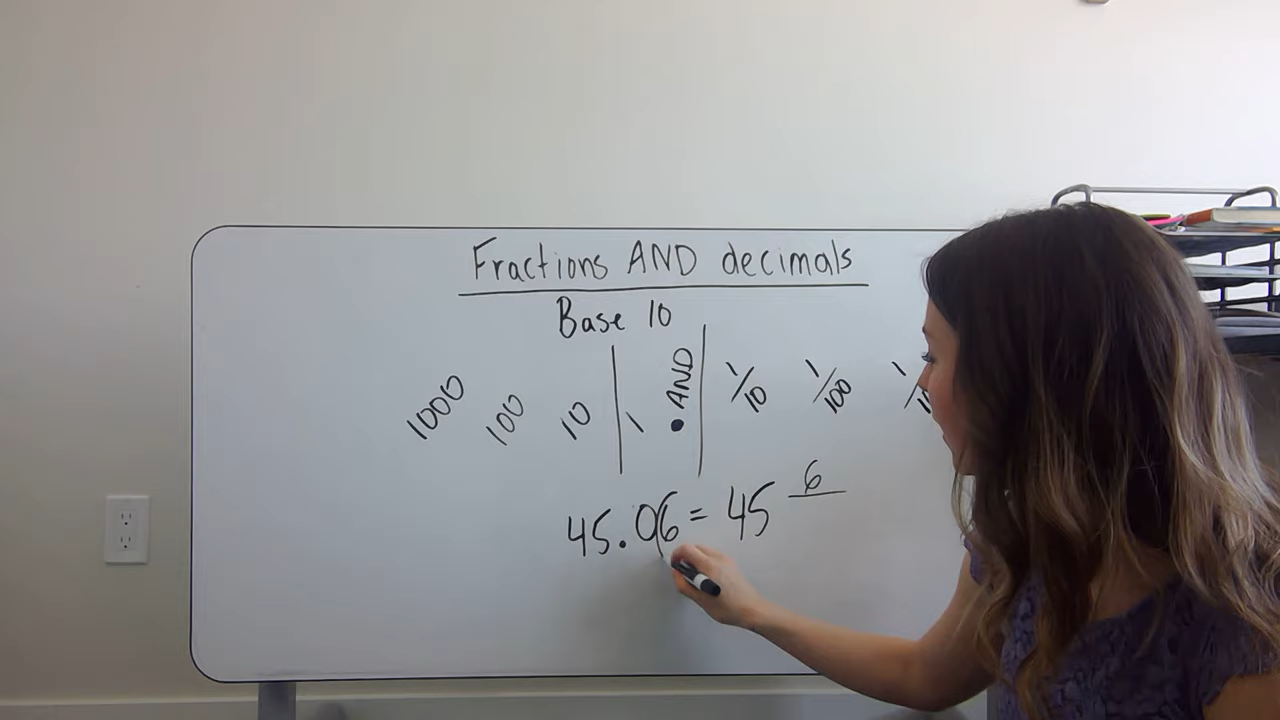 Fractions AND decimals
Base 10
1000 100 10 1 . AND 1/10 1/100
45.06 = 45 6/